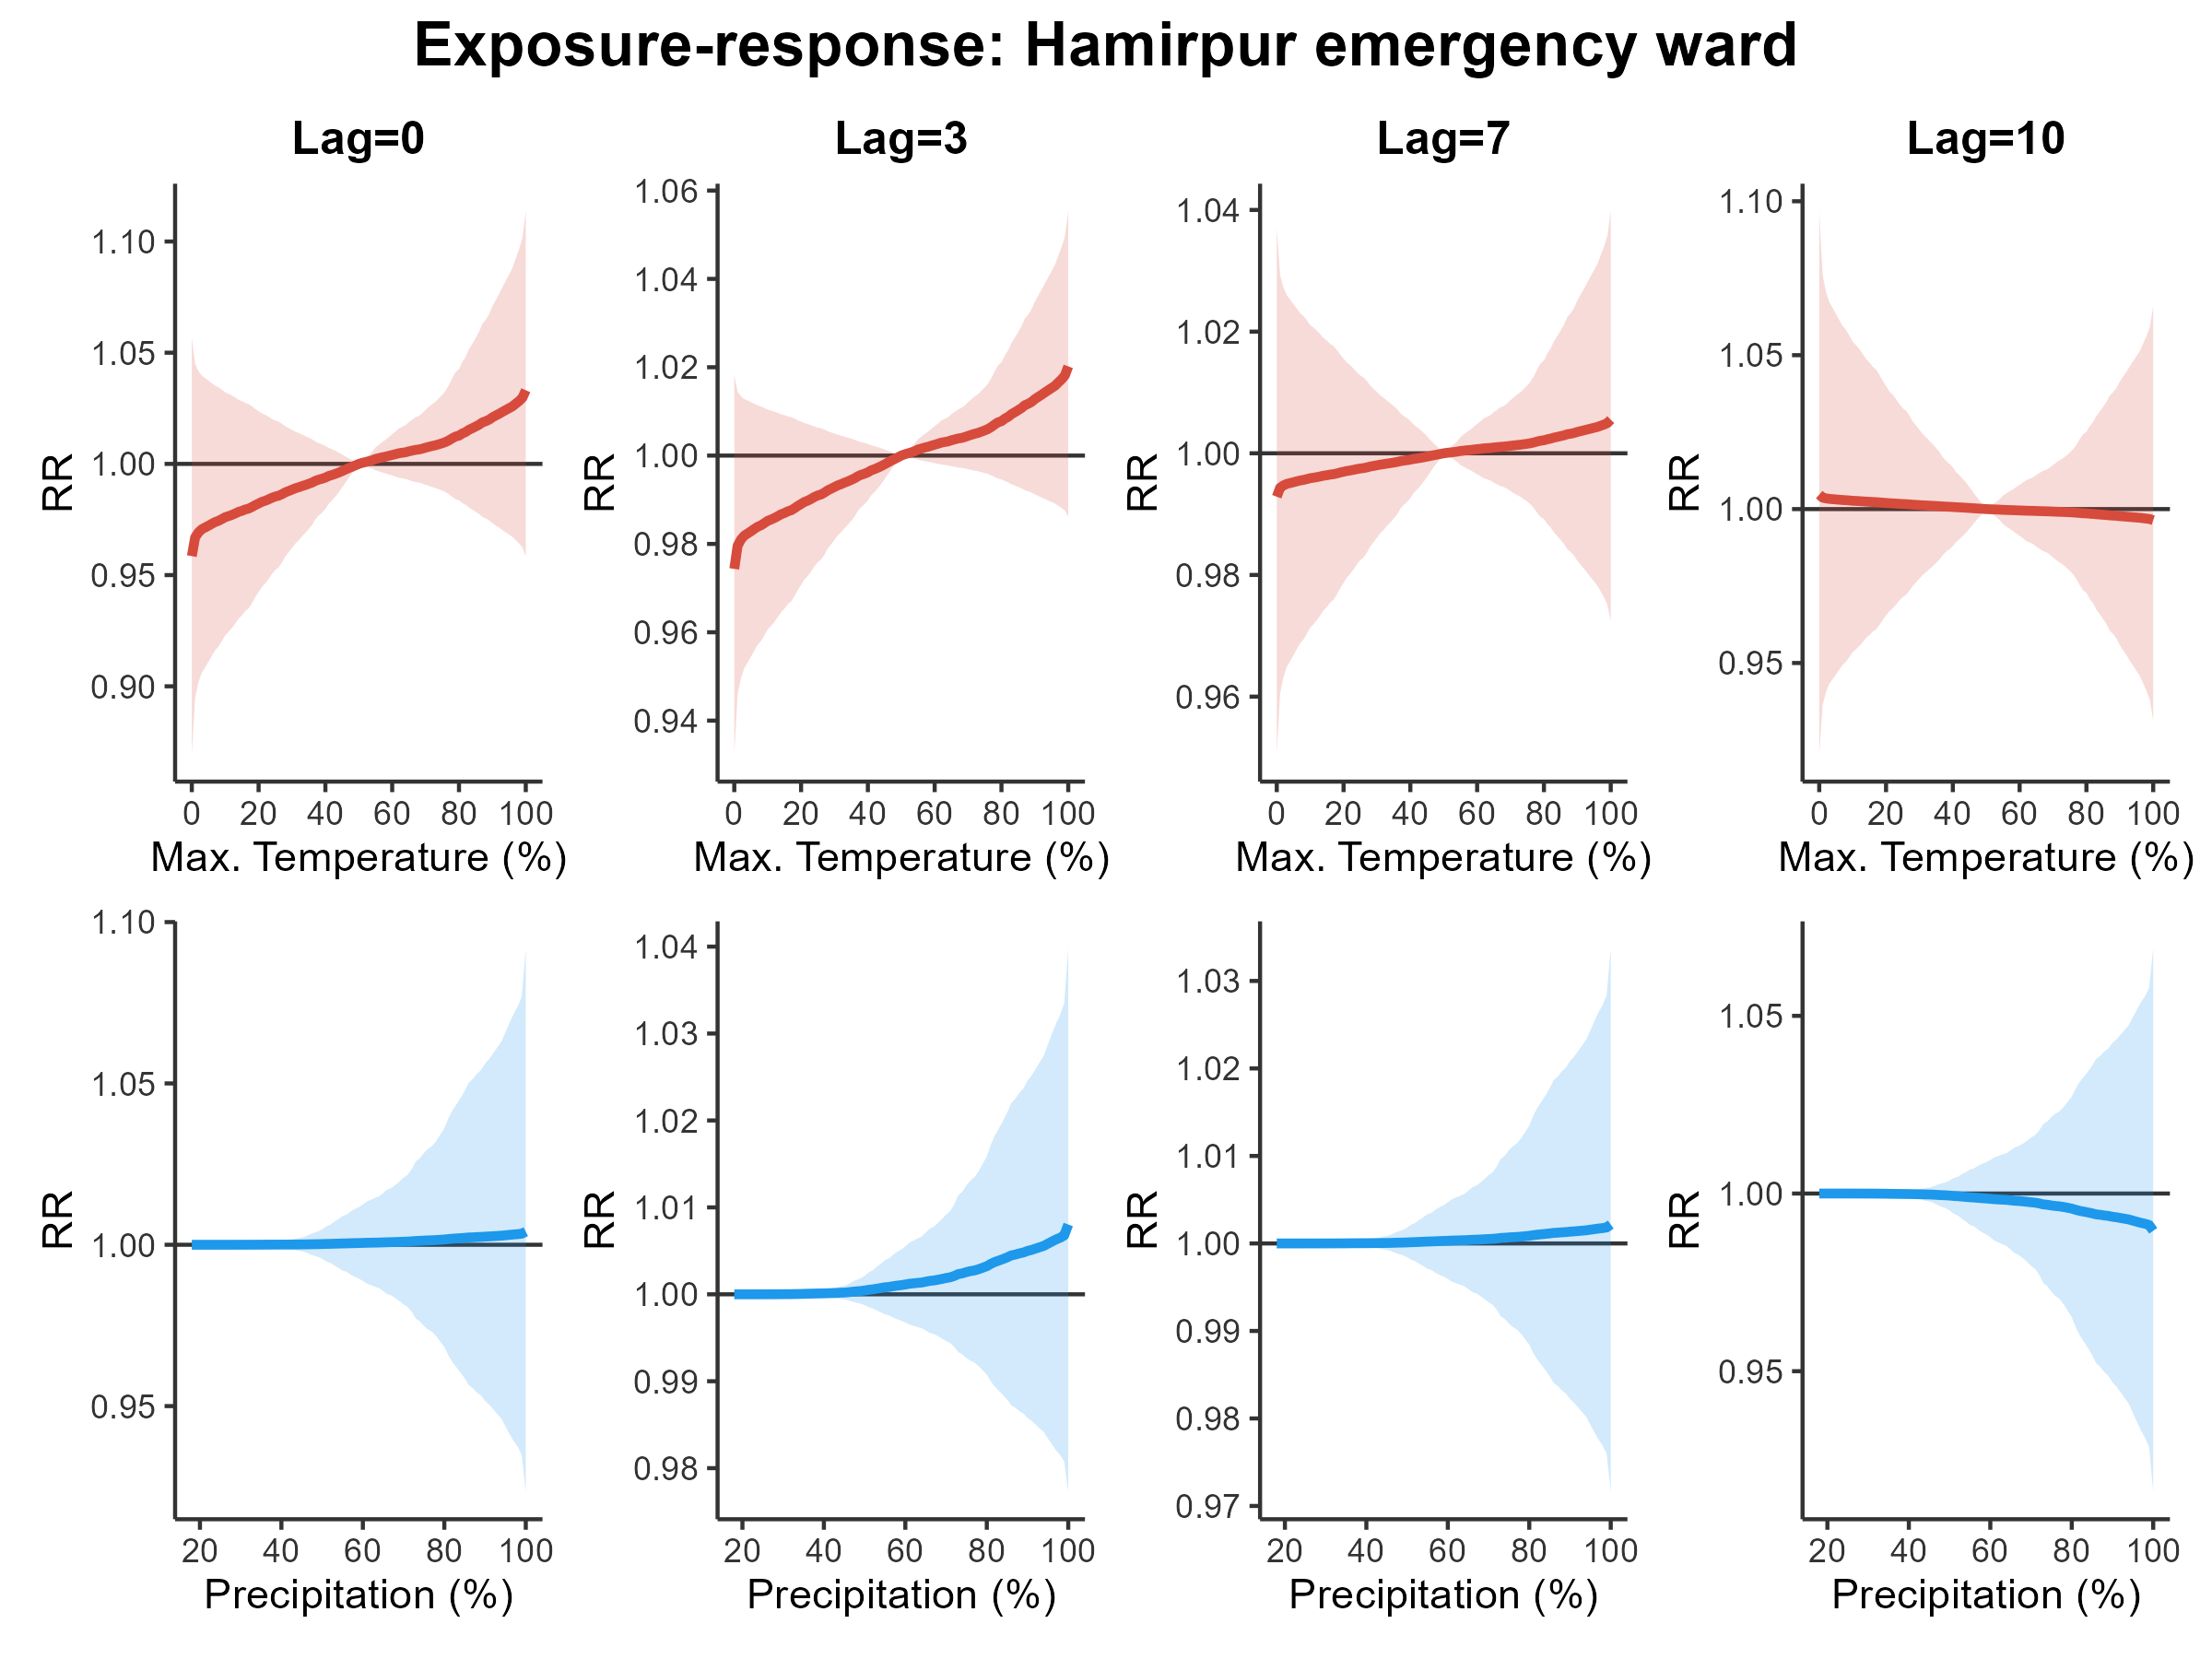 Exposure-response: Hamirpur emergency ward
Lag=0 Lag=3 Lag=7 Lag=10
RR
1.10
1.05
1.00
0.95
0.90
0 20 40 60 80 100
Max. Temperature (%)
RR
1.06
1.04
1.02
1.00
0.98
0.96
0.94
0 20 40 60 80 100
Max. Temperature (%)
RR
1.04
1.02
1.00
0.98
0.96
0 20 40 60 80 100
Max. Temperature (%)
RR
1.10
1.05
1.00
0.95
0 20 40 60 80 100
Max. Temperature (%)
RR
1.10
1.05
1.00
0.95
20 40 60 80 100
Precipitation (%)
RR
1.04
1.03
1.02
1.01
1.00
0.99
0.98
20 40 60 80 100
Precipitation (%)
RR
1.03
1.02
1.01
1.00
0.99
0.98
0.97
20 40 60 80 100
Precipitation (%)
RR
1.05
1.00
0.95
20 40 60 80 100
Precipitation (%)